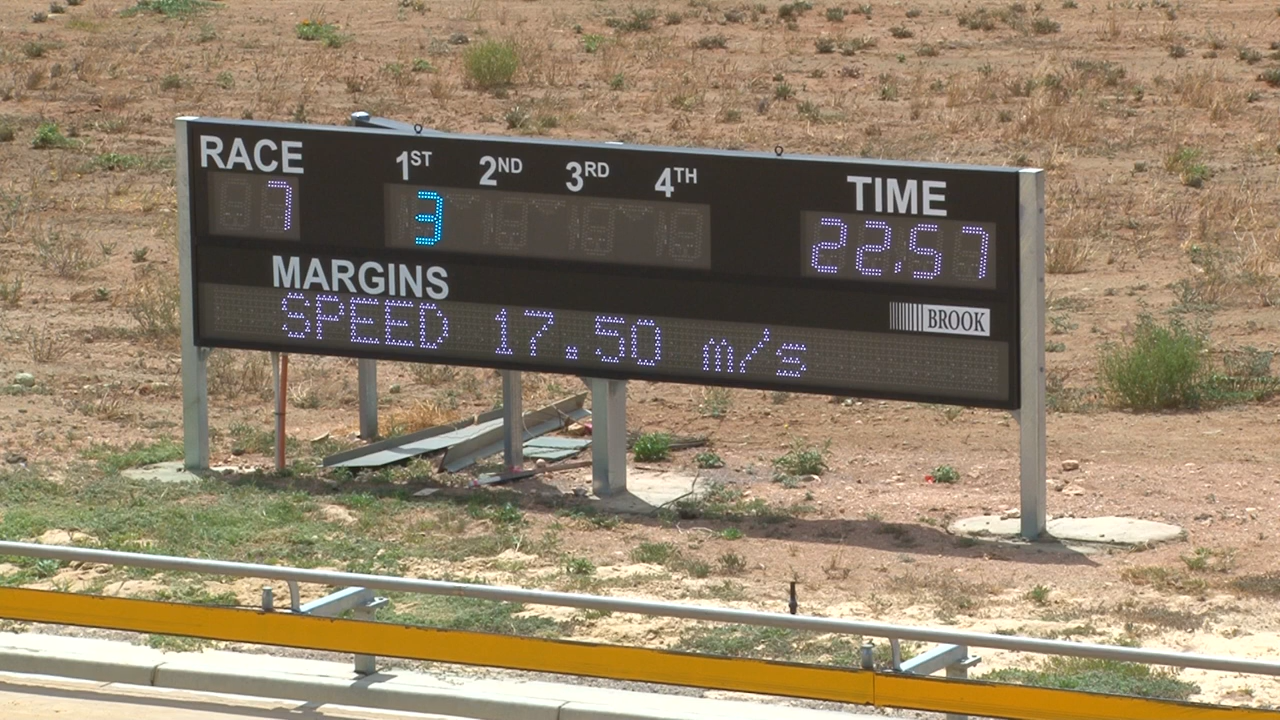 RACE 1ST 2ND 3RD 4TH TIME
7 3 22.57
MARGINS
BROOK
SPEED 17.50 m/s